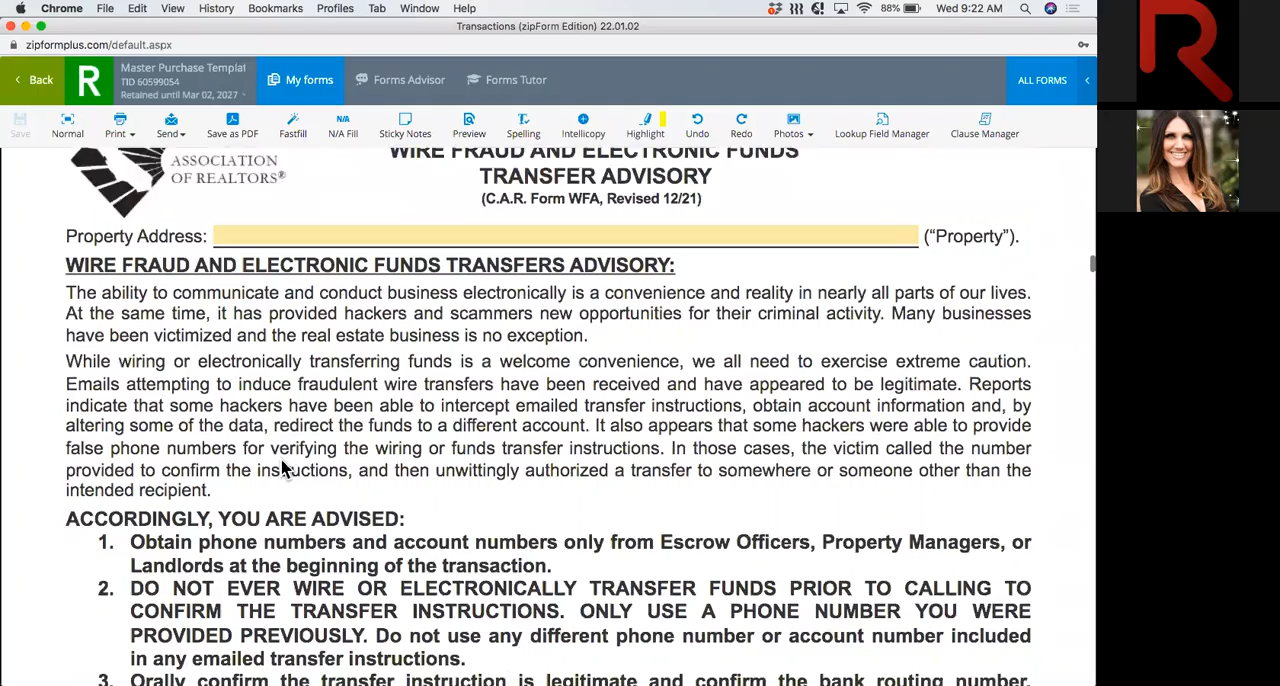 Chrome File Edit View History Bookmarks Profiles Tab Window Help 88% Wed 9:22 AM
Transactions (zipForm Edition) 22.01.02
zipformplus.com/default.aspx
Back R Master Purchase Templat My forms Forms Advisor Forms Tutor ALL FORMS
TID 60599054
Retained until Mar 02, 2027
Save Normal Print Send Save as PDF Fastfill N/A N/A Fill Sticky Notes Preview Spelling Intellicopy Highlight Undo Redo Photos Lookup Field Manager Clause Manager
ASSOCIATION
OF REALTORS®
WIRE FRAUD AND ELECTRONIC FUNDS
TRANSFER ADVISORY
(C.A.R. Form WFA, Revised 12/21)
Property Address: (“Property”).
WIRE FRAUD AND ELECTRONIC FUNDS TRANSFERS ADVISORY:
The ability to communicate and conduct business electronically is a convenience and reality in nearly all parts of our lives.
At the same time, it has provided hackers and scammers new opportunities for their criminal activity. Many businesses
have been victimized and the real estate business is no exception.
While wiring or electronically transferring funds is a welcome convenience, we all need to exercise extreme caution.
Emails attempting to induce fraudulent wire transfers have been received and have appeared to be legitimate. Reports
indicate that some hackers have been able to intercept emailed transfer instructions, obtain account information and, by
altering some of the data, redirect the funds to a different account. It also appears that some hackers were able to provide
false phone numbers for verifying the wiring or funds transfer instructions. In those cases, the victim called the number
provided to confirm the instructions, and then unwittingly authorized a transfer to somewhere or someone other than the
intended recipient.
ACCORDINGLY, YOU ARE ADVISED:
1. Obtain phone numbers and account numbers only from Escrow Officers, Property Managers, or
Landlords at the beginning of the transaction.
2. DO NOT EVER WIRE OR ELECTRONICALLY TRANSFER FUNDS PRIOR TO CALLING TO
CONFIRM THE TRANSFER INSTRUCTIONS. ONLY USE A PHONE NUMBER YOU WERE
PROVIDED PREVIOUSLY. Do not use any different phone number or account number included
in any emailed transfer instructions.
3. Orally confirm the transfer instruction is legitimate and confirm the bank routing number,
R